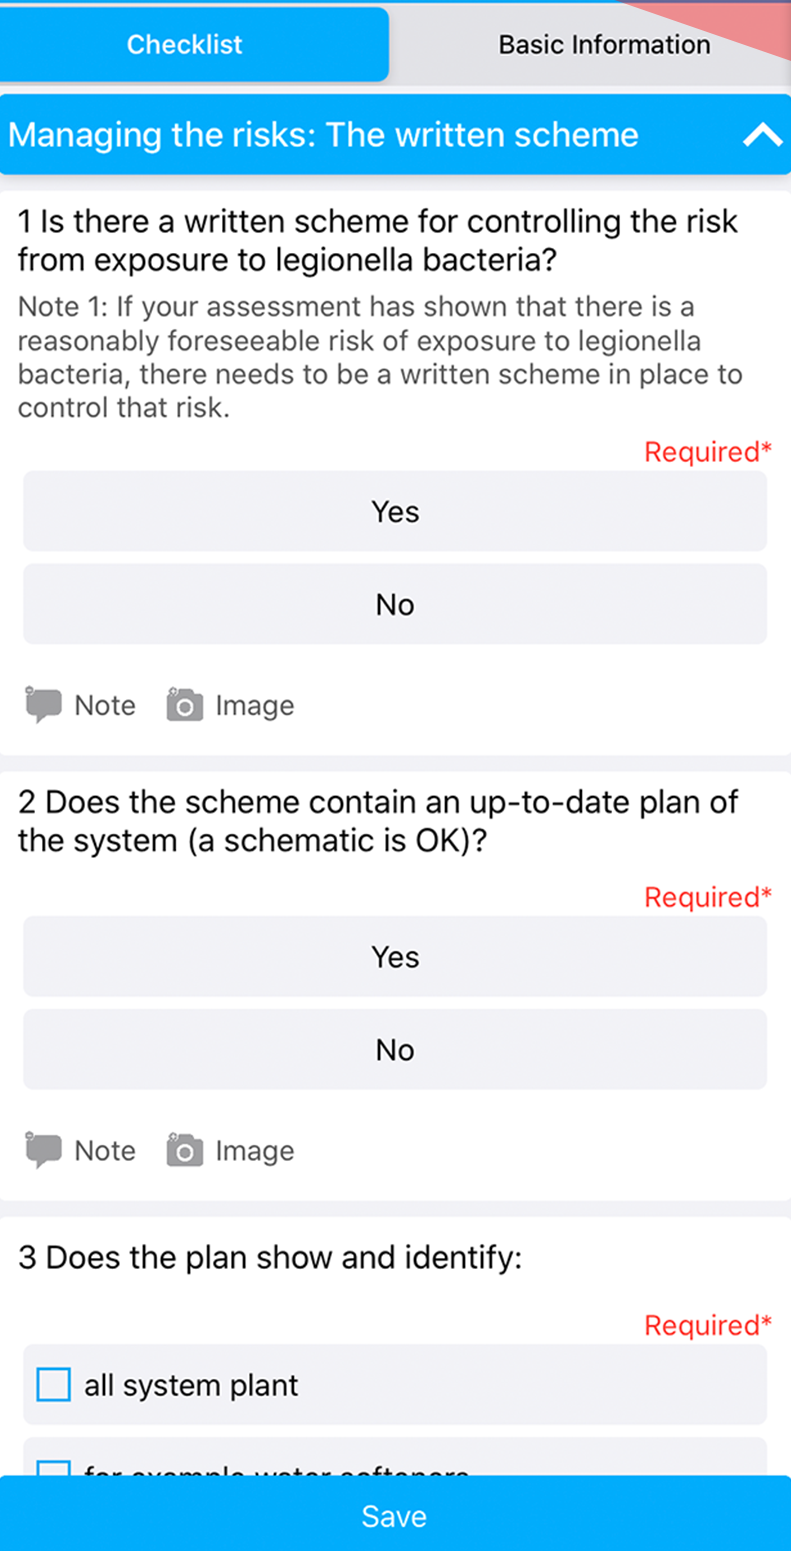 Checklist
Basic Information
Managing the risks: The written scheme
1 Is there a written scheme for controlling the risk
from exposure to legionella bacteria?
Note 1: If your assessment has shown that there is a
reasonably foreseeable risk of exposure to legionella
bacteria, there needs to be a written scheme in place to
control that risk.
Required*
Yes
No
Note
Image
2 Does the scheme contain an up-to-date plan of
the system (a schematic is OK)?
Required*
Yes
No
Note
Image
3 Does the plan show and identify:
Required*
all system plant
for example water softeners
Save